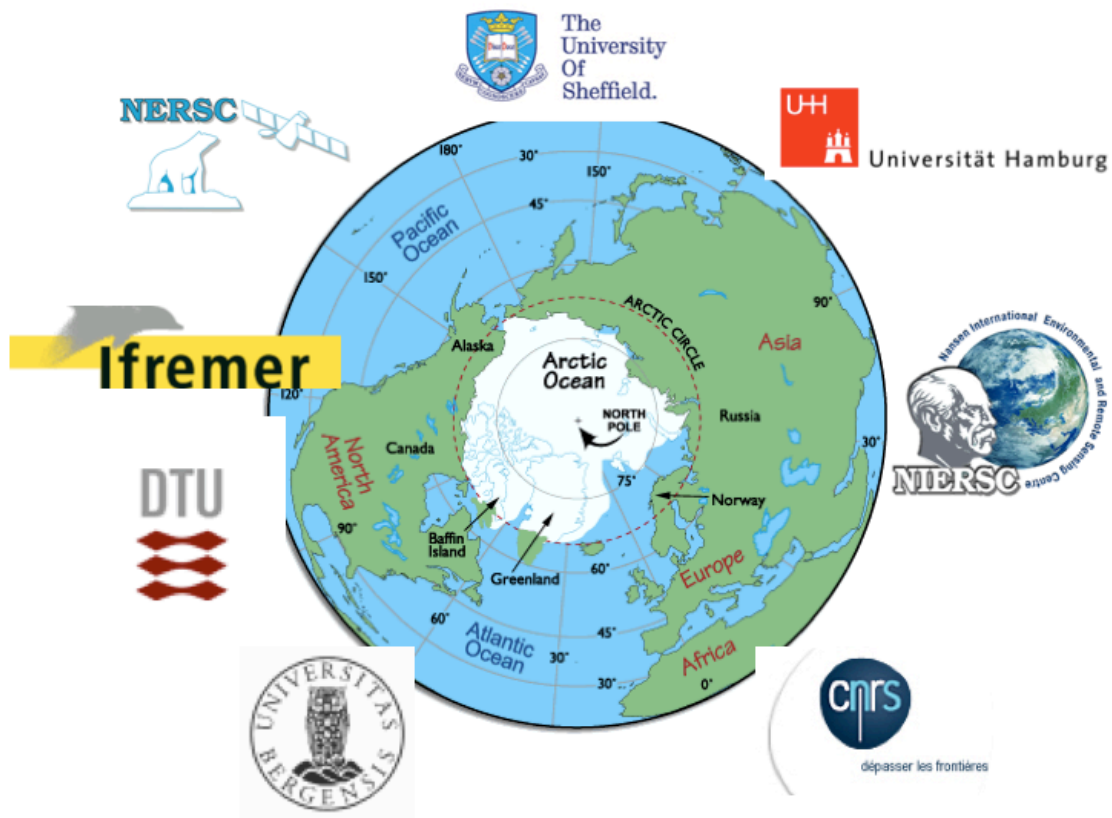 The
University
Of
Sheffield.
NERSC
UHH
Universität Hamburg
180°
30°
150°
45°
Pacific
Ocean
150°
90°
ARCTIC CIRCLE
Alaska
Arctic
Ocean
Asia
Ifremer
120°
NORTH
POLE
Russia
Nansen International Environmental and Remote Sensing Centre
NIERSC
North
America
Canada
30°
75°
Norway
DTU
90°
Baffin
Island
Greenland
60°
Europe
60°
Atlantic
Ocean
45°
30°
Africa
30°
0°
UNIVERSITAS
BERGENSIS
cnrs
dépasser les frontières